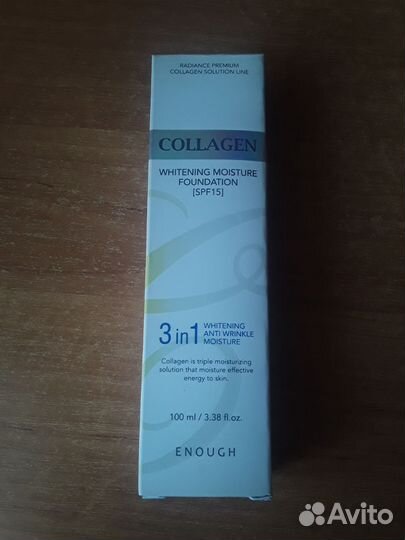 RADIANCE PREMIUM
COLLAGEN SOLUTION LINE
COLLAGEN
WHITENING MOISTURE
FOUNDATION
[SPF15]
3 in 1
WHITENING
ANTI WRINKLE
MOISTURE
Collagen is triple moisturizing
solution that moisture effective
energy to skin.
100 ml / 3.38 fl.oz.
ENOUGH
Avito